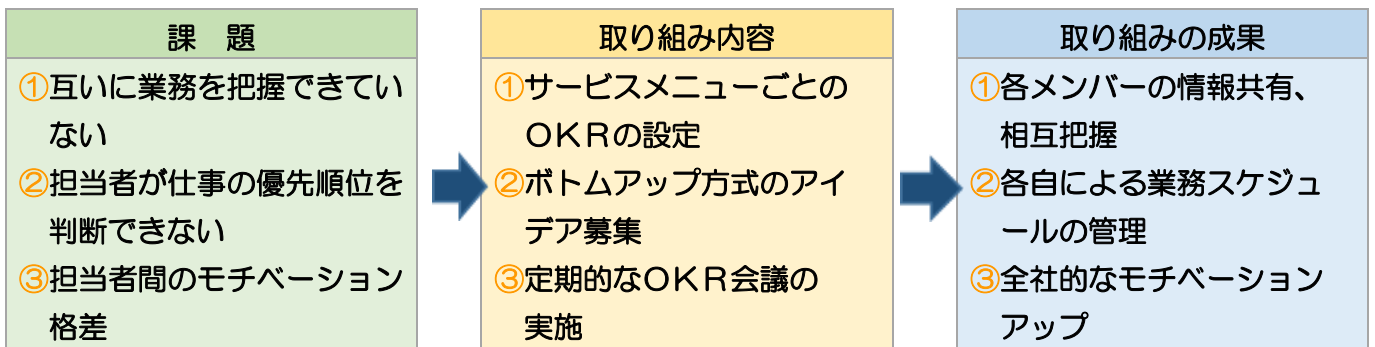 課　題
①互いに業務を把握できてい
ない
②担当者が仕事の優先順位を
判断できない
③担当者間のモチベーション
格差
取り組み内容
①サービスメニューごとの
ＯＫＲの設定
②ボトムアップ方式のアイ
デア募集
③定期的なＯＫＲ会議の
実施
取り組みの成果
①各メンバーの情報共有、
相互把握
②各自による業務スケジュ
ールの管理
③全社的なモチベーション
アップ